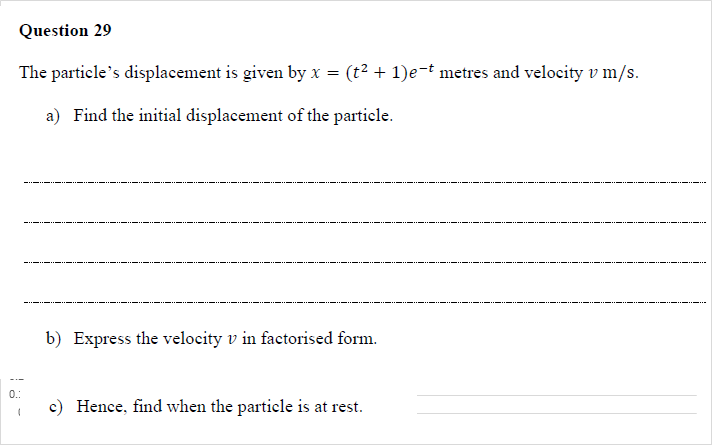 Question 29
The particle's displacement is given by x = (t² + 1)e⁻ᵗ metres and velocity v m/s.
a) Find the initial displacement of the particle.
b) Express the velocity v in factorised form.
c) Hence, find when the particle is at rest.